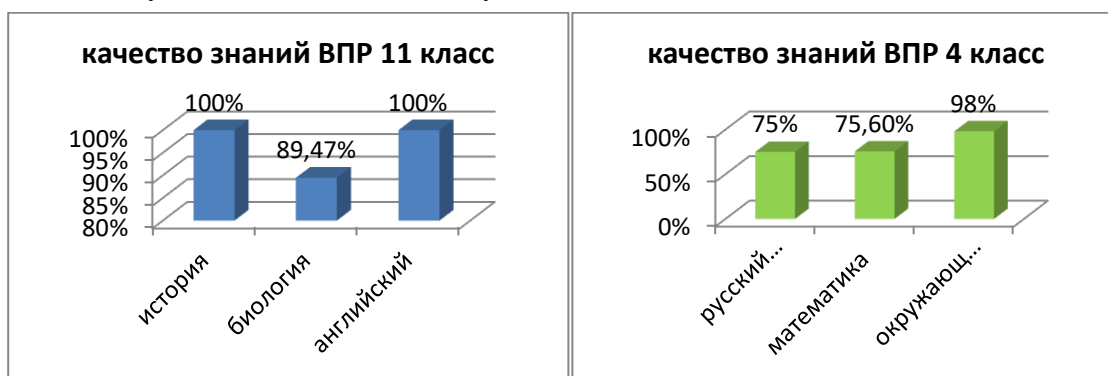 качество знаний ВПР 11 класс
100%
100%
89,47%
100%
95%
90%
85%
80%
история
биология
английский
качество знаний ВПР 4 класс
98%
75%
75,60%
100%
50%
0%
русский...
математика
окружающ...